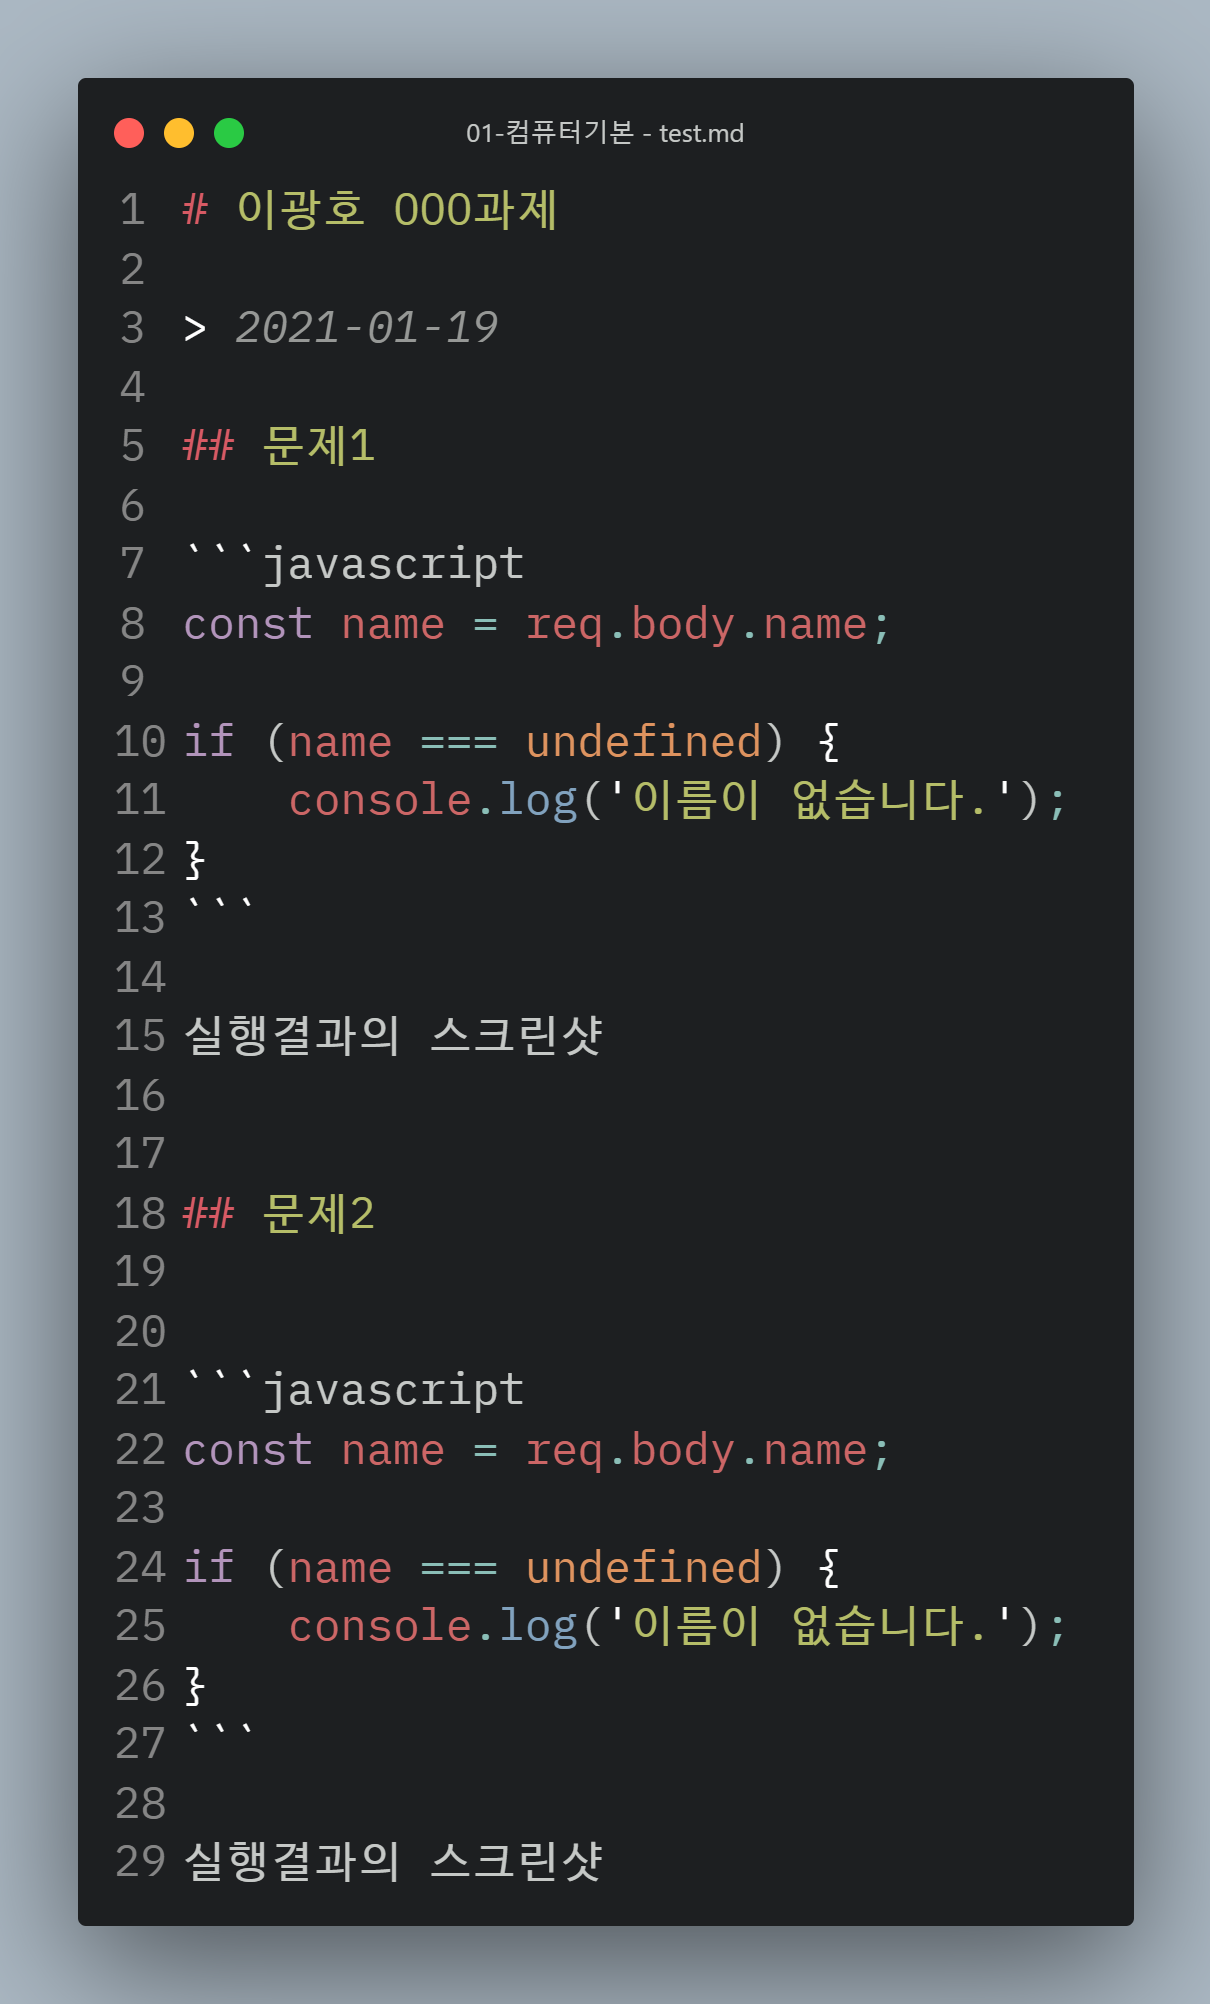 01-컴퓨터기본 - test.md
1 # 이광호 000과제
2
3 > 2021-01-19
4
5 ## 문제1
6
7 ```javascript
8 const name = req.body.name;
9
10 if (name === undefined) {
11     console.log('이름이 없습니다.');
12 }
13 ```
14
15 실행결과의 스크린샷
16
17
18 ## 문제2
19
20
21 ```javascript
22 const name = req.body.name;
23
24 if (name === undefined) {
25     console.log('이름이 없습니다.');
26 }
27 ```
28
29 실행결과의 스크린샷